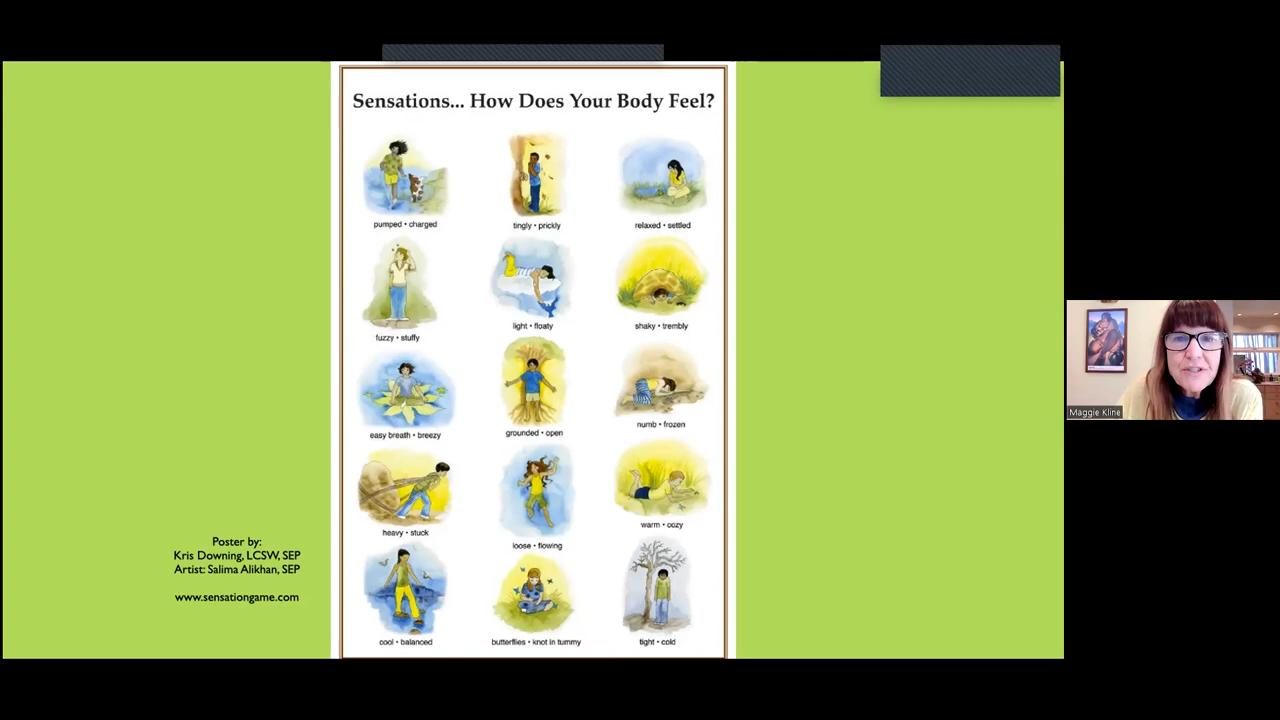 Sensations... How Does Your Body Feel?
pumped • charged
tingly • prickly
relaxed • settled
fuzzy • stuffy
light • floaty
shaky • trembly
easy breath • breezy
grounded • open
numb • frozen
heavy • stuck
loose • flowing
warm • cozy
cool • balanced
butterflies • knot in tummy
tight • cold
Poster by:
Kris Downing, LCSW, SEP
Artist: Salima Alikhan, SEP
www.sensationgame.com
Maggie Kline